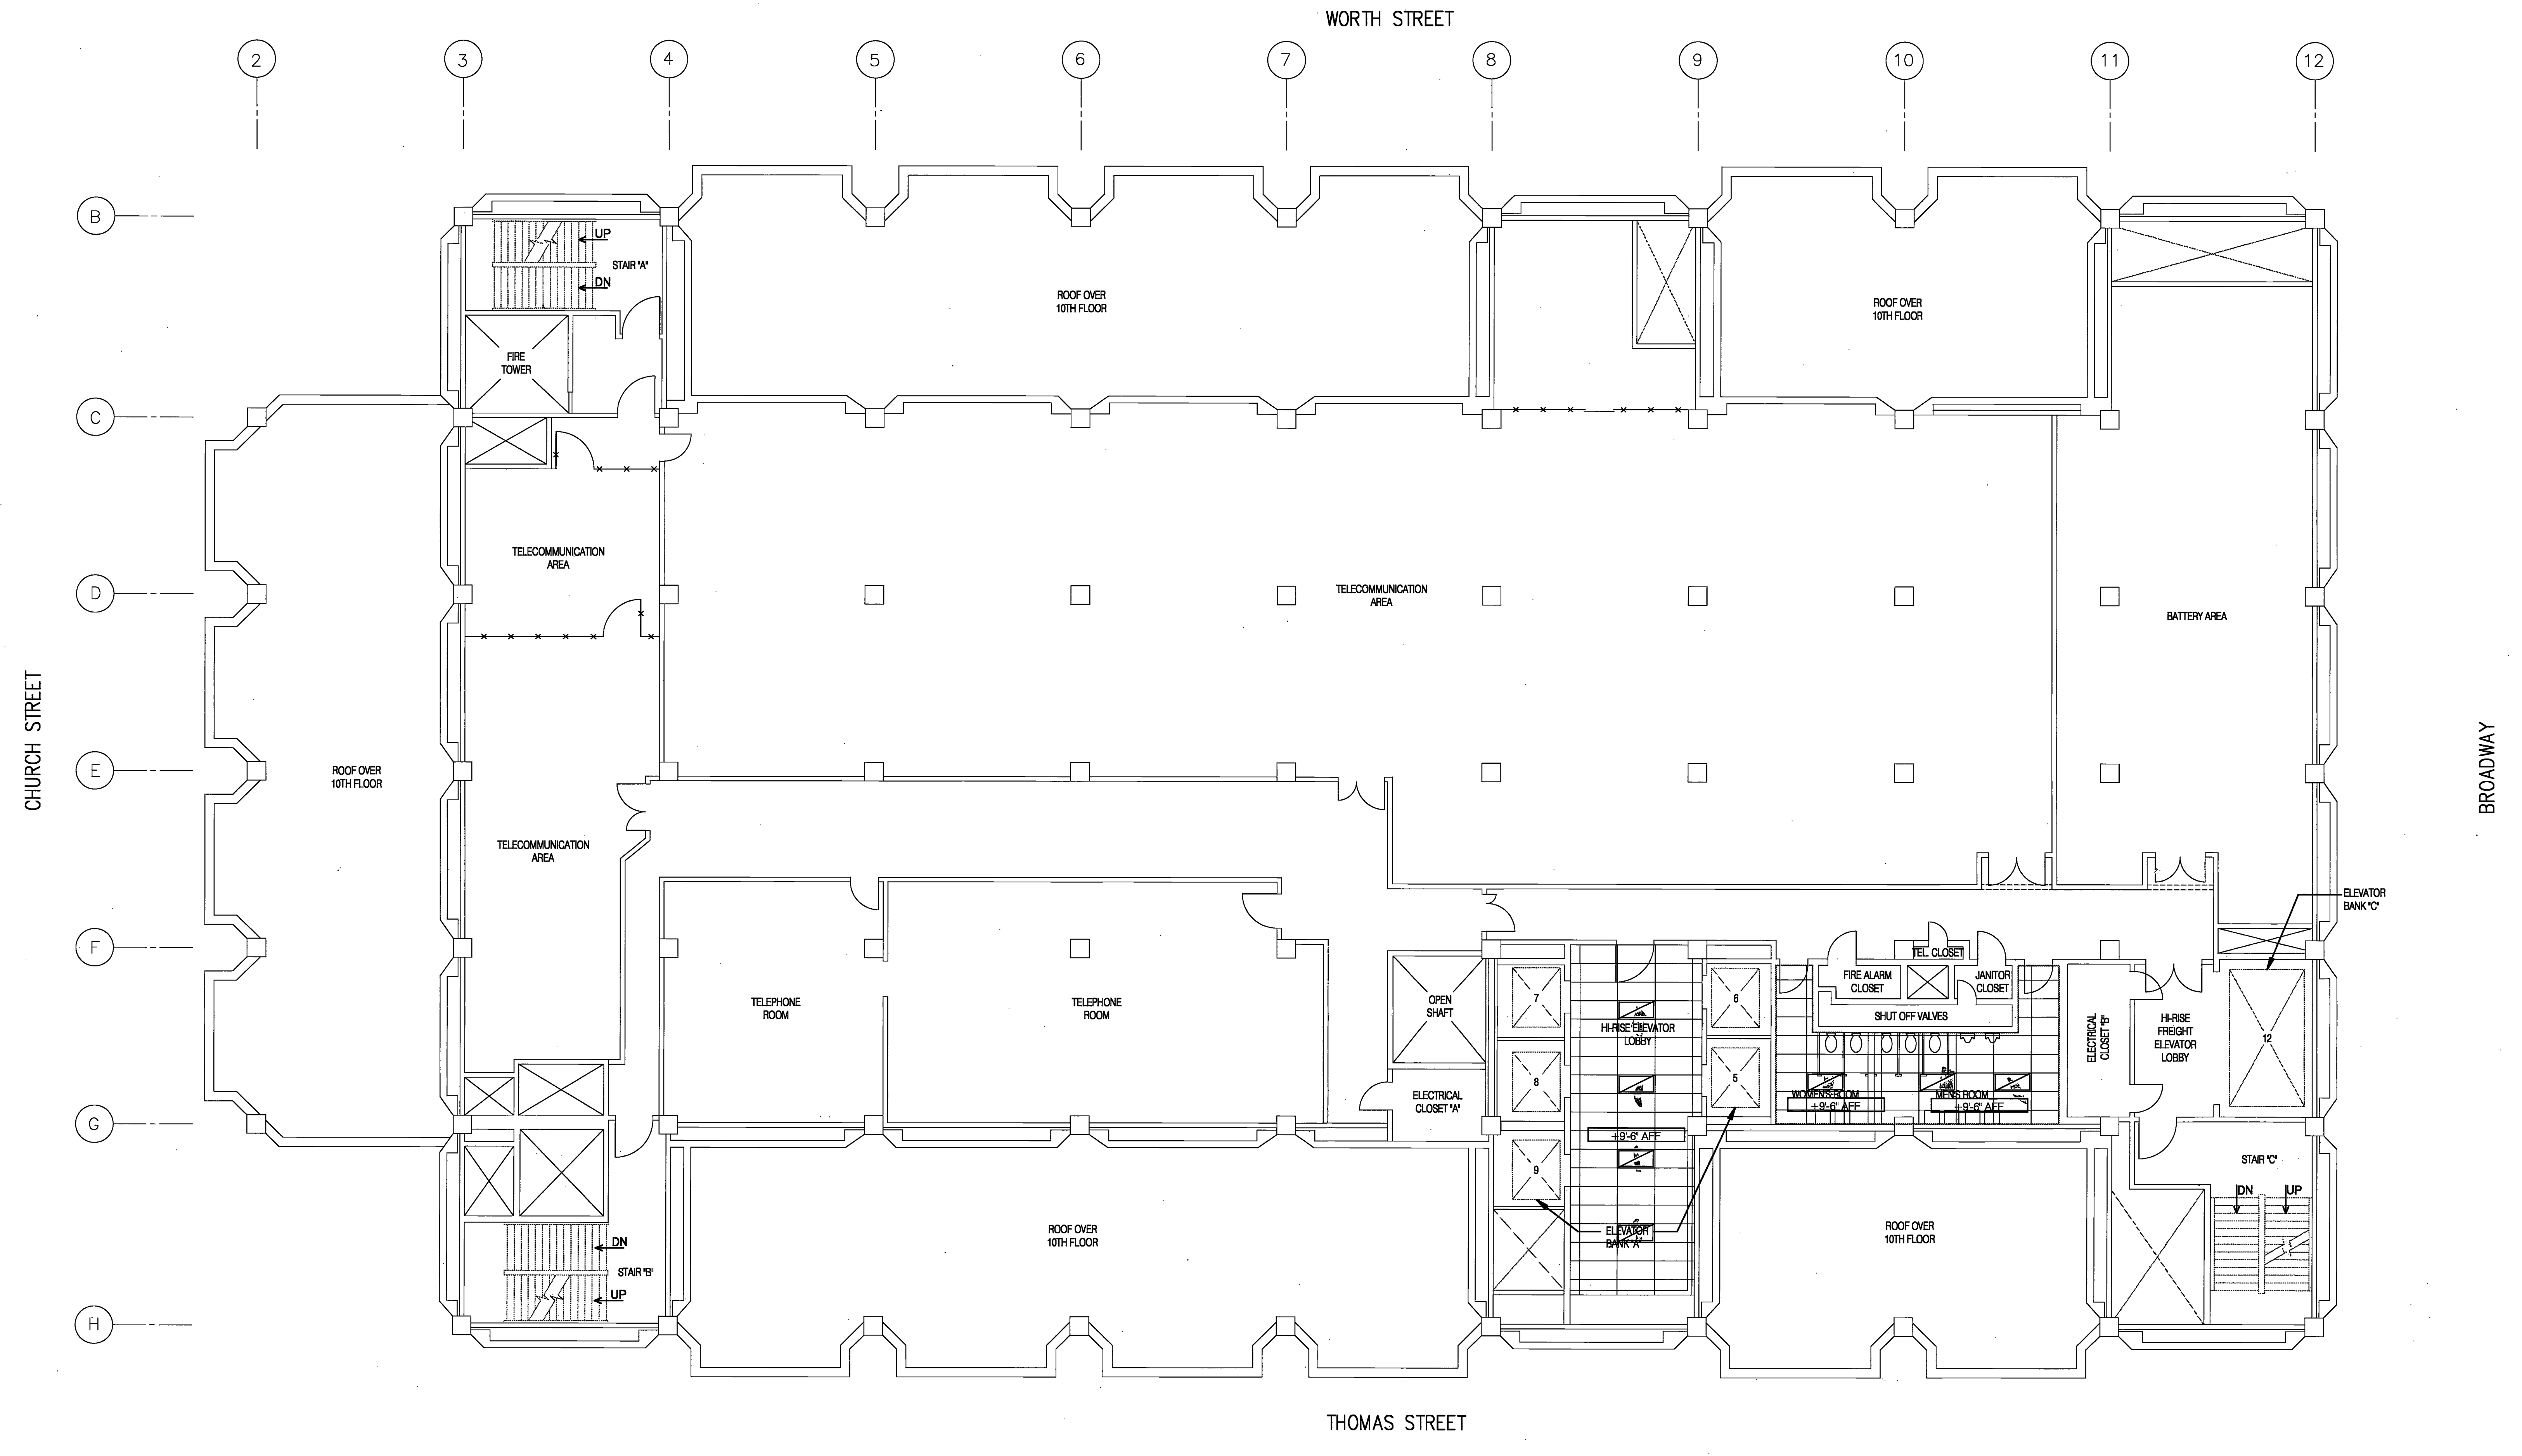 WORTH STREET
2
3
4
5
6
7
8
9
10
11
12
B
C
D
E
F
G
H
CHURCH STREET
BROADWAY
THOMAS STREET
UP
STAIR "A"
DN
FIRE
TOWER
ROOF OVER
10TH FLOOR
ROOF OVER
10TH FLOOR
TELECOMMUNICATION
AREA
TELECOMMUNICATION
AREA
BATTERY AREA
ROOF OVER
10TH FLOOR
TELECOMMUNICATION
AREA
ELEVATOR
BANK "C"
TELEPHONE
ROOM
TELEPHONE
ROOM
OPEN
SHAFT
ELECTRICAL
CLOSET "A"
7
8
9
HI-RISE ELEVATOR
LOBBY
6
5
+9'-6" AFF
ELEVATOR
BANK "A"
TEL. CLOSET
FIRE ALARM
CLOSET
JANITOR
CLOSET
SHUT OFF VALVES
WOMEN'S ROOM
+9'-6" AFF
MEN'S ROOM
+9'-6" AFF
ELECTRICAL
CLOSET "B"
HI-RISE
FREIGHT
ELEVATOR
LOBBY
12
STAIR "C"
DN
UP
DN
STAIR "B"
UP
ROOF OVER
10TH FLOOR
ROOF OVER
10TH FLOOR